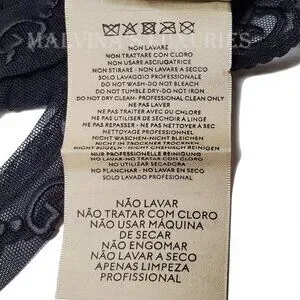 MALVIN LUXURIES
NON LAVARE
NON TRATTARE CON CLORO
NON USARE ASCIUGATRICE
NON STIRARE - NON LAVARE A SECCO
SOLO LAVAGGIO PROFESSIONALE
DO NOT WASH-DO NOT BLEACH
DO NOT TUMBLE DRY-DO NOT IRON
DO NOT DRY CLEAN- PROFESSIONAL CLEAN ONLY
NE PAS LAVER
NE PAS TRAITER AVEC DU CHLORE
NE PAS UTILISER DE SÉCHOIR À LINGE
NE PAS REPASSER- NE PAS NETTOYER A SEC
NETTOYAGE PROFESSIONNEL
NICHT WASCHEN-NICHT BLEICHEN
NICHT IN TROCKNER TROCKNEN
NICHT BÜGELN - NICHT CHEMISCH REINIGEN
NUR PROFESSIONELLE REINIGUNG
NO LAVAR-NO TRATAR CON CLORO
NO UTILIZAR SECADORA
NO PLANCHAR - NO LAVAR EN SECO
SOLO LAVADO PROFESIONAL
NÃO LAVAR
NÃO TRATAR COM CLORO
NÃO USAR MÁQUINA
DE SECAR
NÃO ENGOMAR
NÃO LAVAR À SECO
APENAS LIMPEZA
PROFISSIONAL